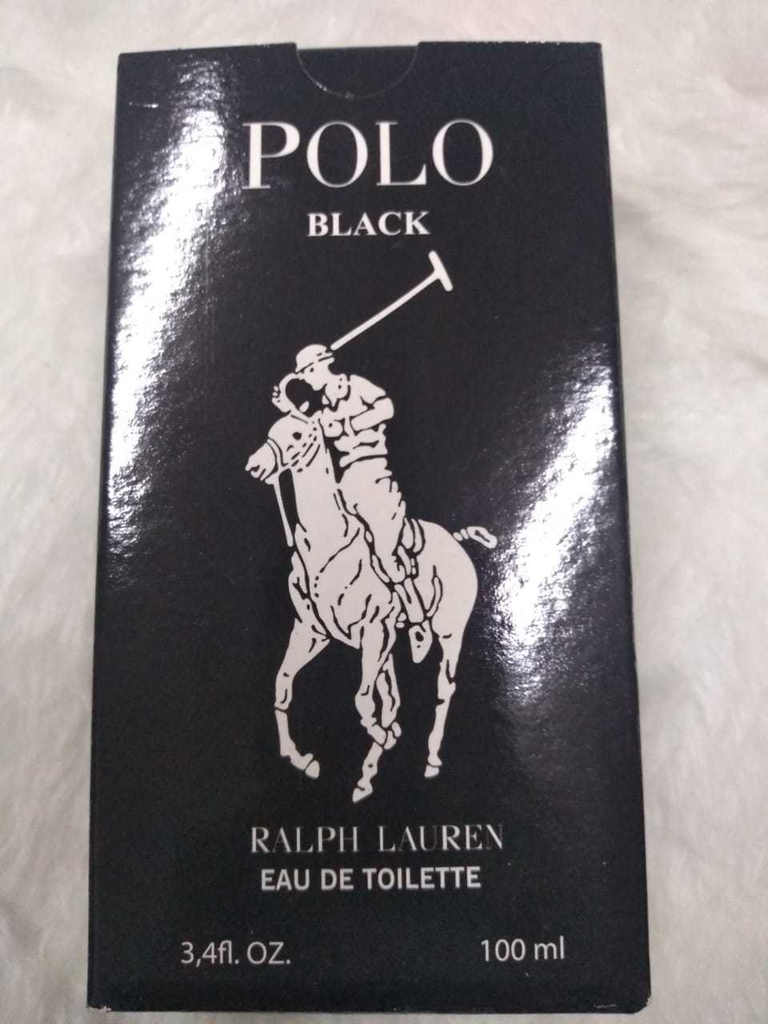 POLO
BLACK
RALPH LAUREN
EAU DE TOILETTE
3,4fl. OZ. 100 ml